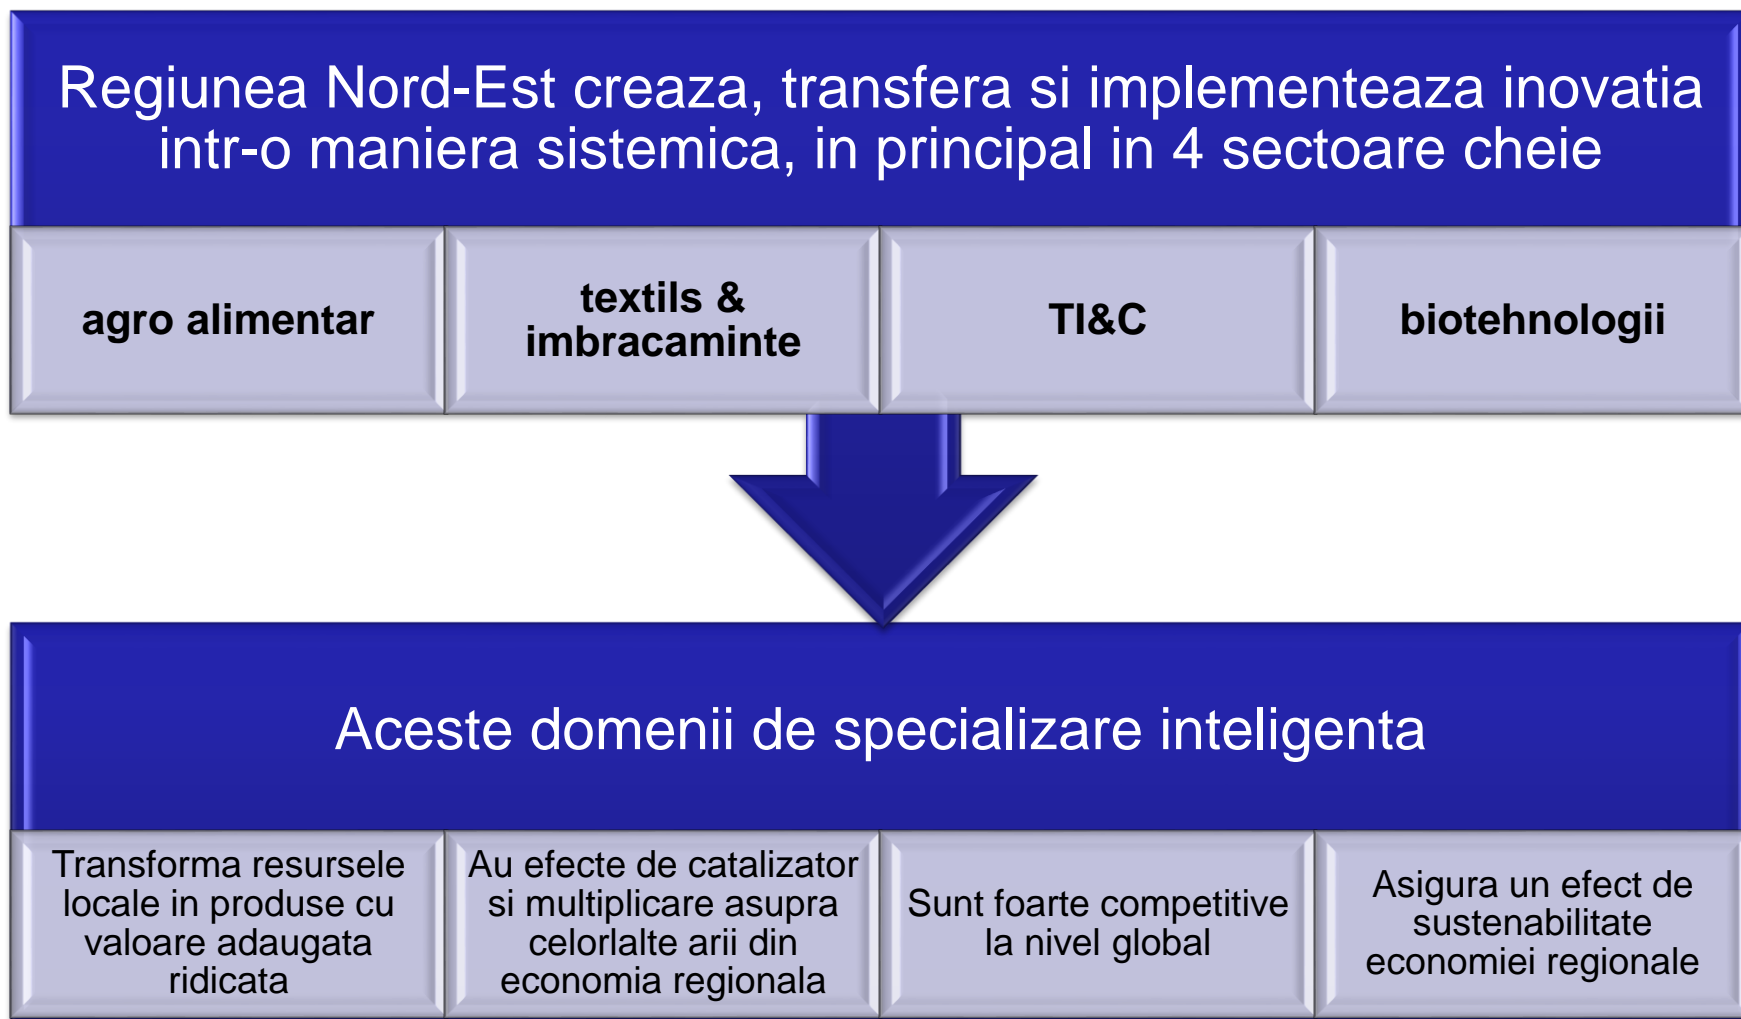 Regiunea Nord-Est creaza, transfera si implementeaza inovatia
intr-o maniera sistemica, in principal in 4 sectoare cheie
agro alimentar
textils &
imbracaminte
TI&C
biotehnologii
Aceste domenii de specializare inteligenta
Transforma resursele
locale in produse cu
valoare adaugata
ridicata
Au efecte de catalizator
si multiplicare asupra
celorlalte arii din
economia regionala
Sunt foarte competitive
la nivel global
Asigura un efect de
sustenabilitate
economiei regionale